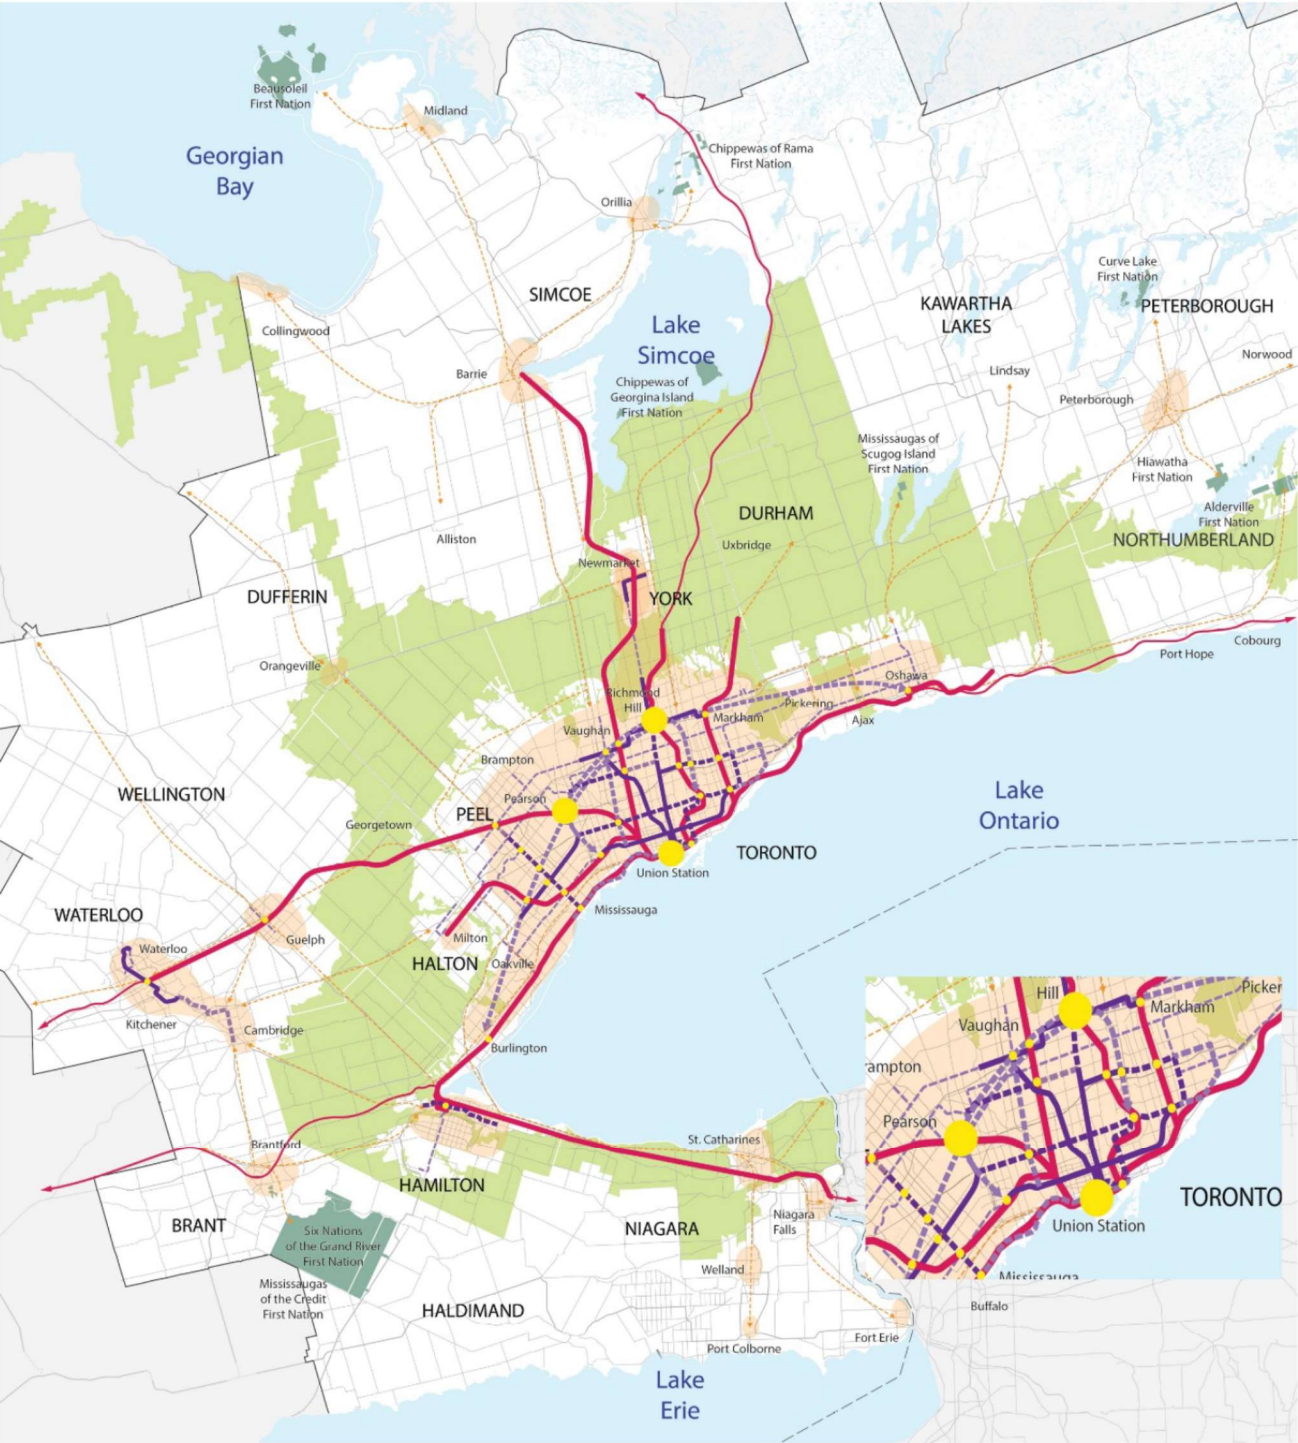 Beausoleil
First Nation
Midland
Georgian
Bay
Chippewas of Rama
First Nation
Orillia
Curve Lake
First Nation
SIMCOE
KAWARTHA
LAKES
PETERBOROUGH
Collingwood
Lake
Simcoe
Norwood
Barrie
Lindsay
Chippewas of
Georgina Island
First Nation
Peterborough
Mississaugas of
Scugog Island
First Nation
Hiawatha
First Nation
DURHAM
Alderville
First Nation
Alliston
Uxbridge
NORTHUMBERLAND
Newmarket
DUFFERIN
YORK
Cobourg
Port Hope
Orangeville
Oshawa
Richmond
Hill
Pickering
Markham
Ajax
Vaughan
Brampton
WELLINGTON
Pearson
Lake
Ontario
PEEL
Georgetown
TORONTO
Union Station
WATERLOO
Mississauga
Waterloo
Guelph
Milton
HALTON
Oakville
Kitchener
Cambridge
Burlington
Brantford
St. Catharines
HAMILTON
BRANT
NIAGARA
Niagara
Falls
Six Nations
of the Grand River
First Nation
Welland
Mississaugas
of the Credit
First Nation
HALDIMAND
Fort Erie
Port Colborne
Buffalo
Lake
Erie
Hill
Picker
Markham
Vaughan
rampton
Pearson
TORONTO
Union Station
Mississauga